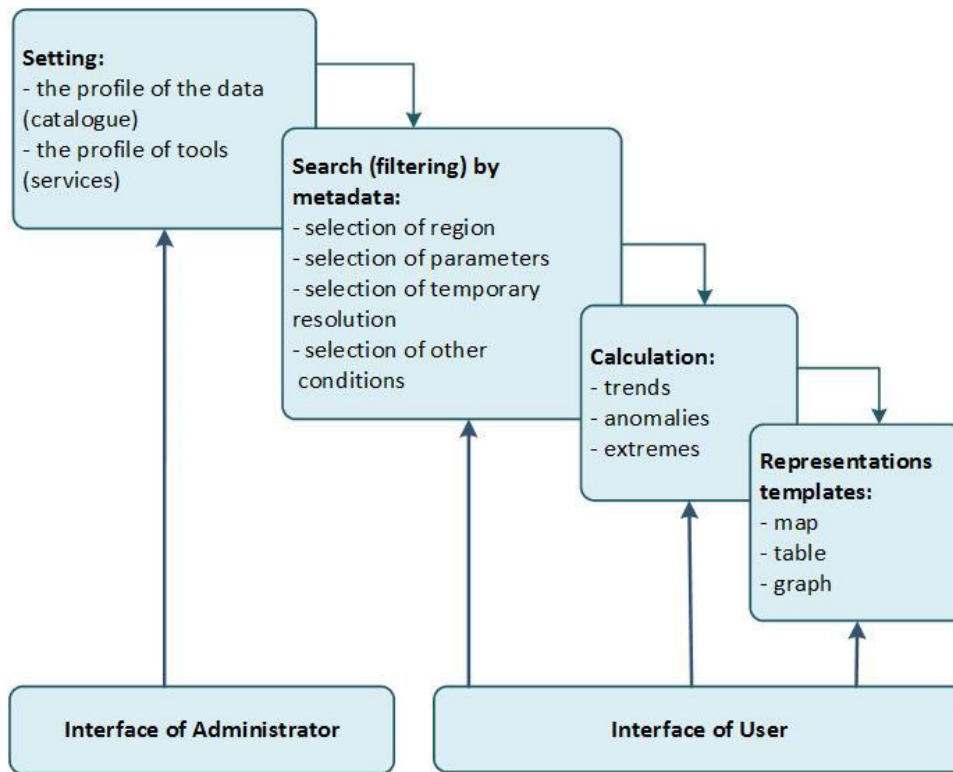 Setting:
- the profile of the data
(catalogue)
- the profile of tools
(services)
Search (filtering) by
metadata:
- selection of region
- selection of parameters
- selection of temporary
resolution
- selection of other
conditions
Calculation:
- trends
- anomalies
- extremes
Representations
templates:
- map
- table
- graph
Interface of Administrator
Interface of User